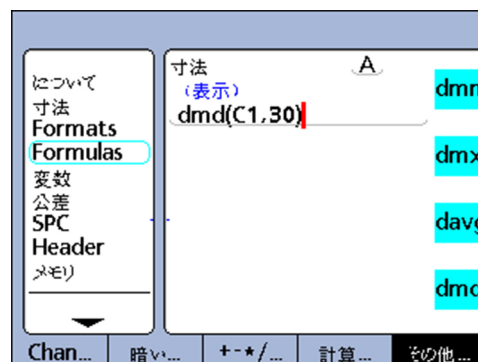 について
寸法
Formats
Formulas
変数
公差
SPC
Header
メモリ
寸法
A
(表示)
dmd(C1,30)
dmn
dmx
davg
dmd
Chan...
暗い...
+-*/...
計算...
その他...